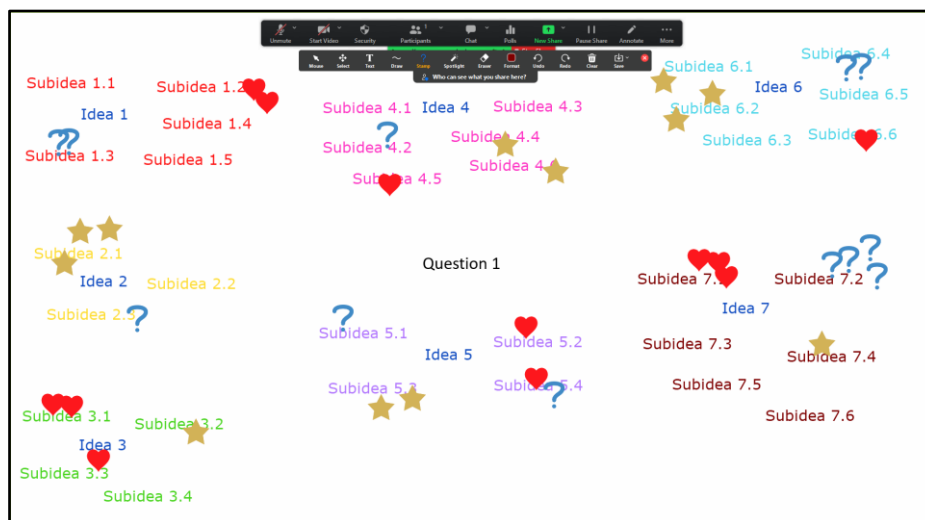 Unmute
Start Video
Security
Participants
1
Chat
Polls
New Share
Pause Share
Annotate
More
Mouse
Select
Text
Draw
Stamp
Spotlight
Eraser
Format
Undo
Redo
Clear
Save
Who can see what you share here?
Subidea 1.1
Subidea 1.2
Idea 1
Subidea 1.4
Subidea 1.3
Subidea 1.5
Subidea 4.1
Idea 4
Subidea 4.3
Subidea 4.2
Subidea 4.4
Subidea 4.5
Subidea 4.6
Subidea 6.1
Subidea 6.4
Idea 6
Subidea 6.5
Subidea 6.2
Subidea 6.3
Subidea 6.6
Subidea 2.1
Idea 2
Subidea 2.2
Subidea 2.3
Question 1
Subidea 7.1
Subidea 7.2
Idea 7
Subidea 7.3
Subidea 7.4
Subidea 7.5
Subidea 7.6
Subidea 5.1
Subidea 5.2
Idea 5
Subidea 5.3
Subidea 5.4
Subidea 3.1
Subidea 3.2
Idea 3
Subidea 3.3
Subidea 3.4